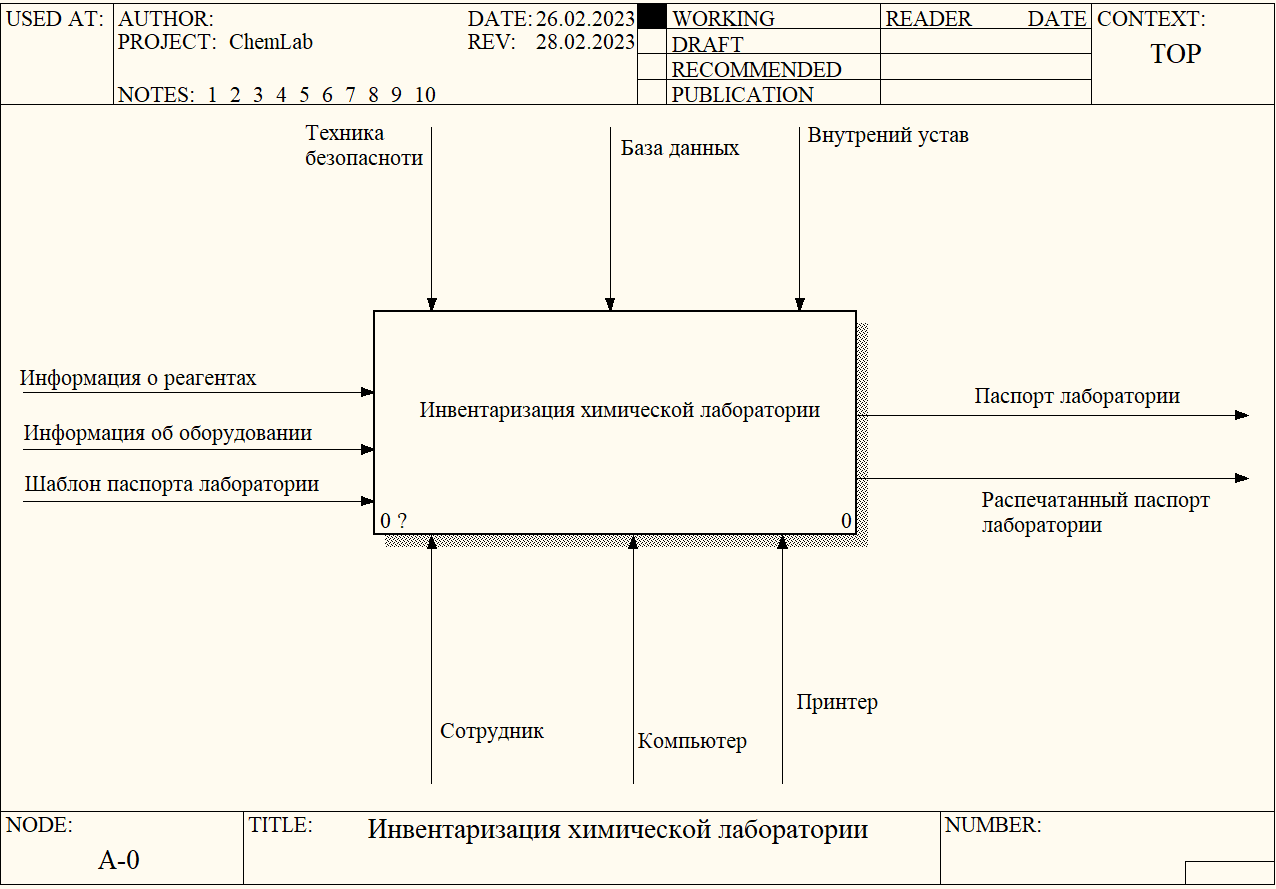 USED AT:
AUTHOR:
DATE: 26.02.2023
PROJECT: ChemLab
REV: 28.02.2023
NOTES: 1 2 3 4 5 6 7 8 9 10
WORKING
DRAFT
RECOMMENDED
PUBLICATION
READER DATE
CONTEXT:
TOP
Техника
безопасноти
База данных
Внутрений устав
Информация о реагентах
Информация об оборудовании
Шаблон паспорта лаборатории
Инвентаризация химической лаборатории
0 ?
0
Паспорт лаборатории
Распечатанный паспорт
лаборатории
Сотрудник
Компьютер
Принтер
NODE:
A-0
TITLE:
Инвентаризация химической лаборатории
NUMBER: